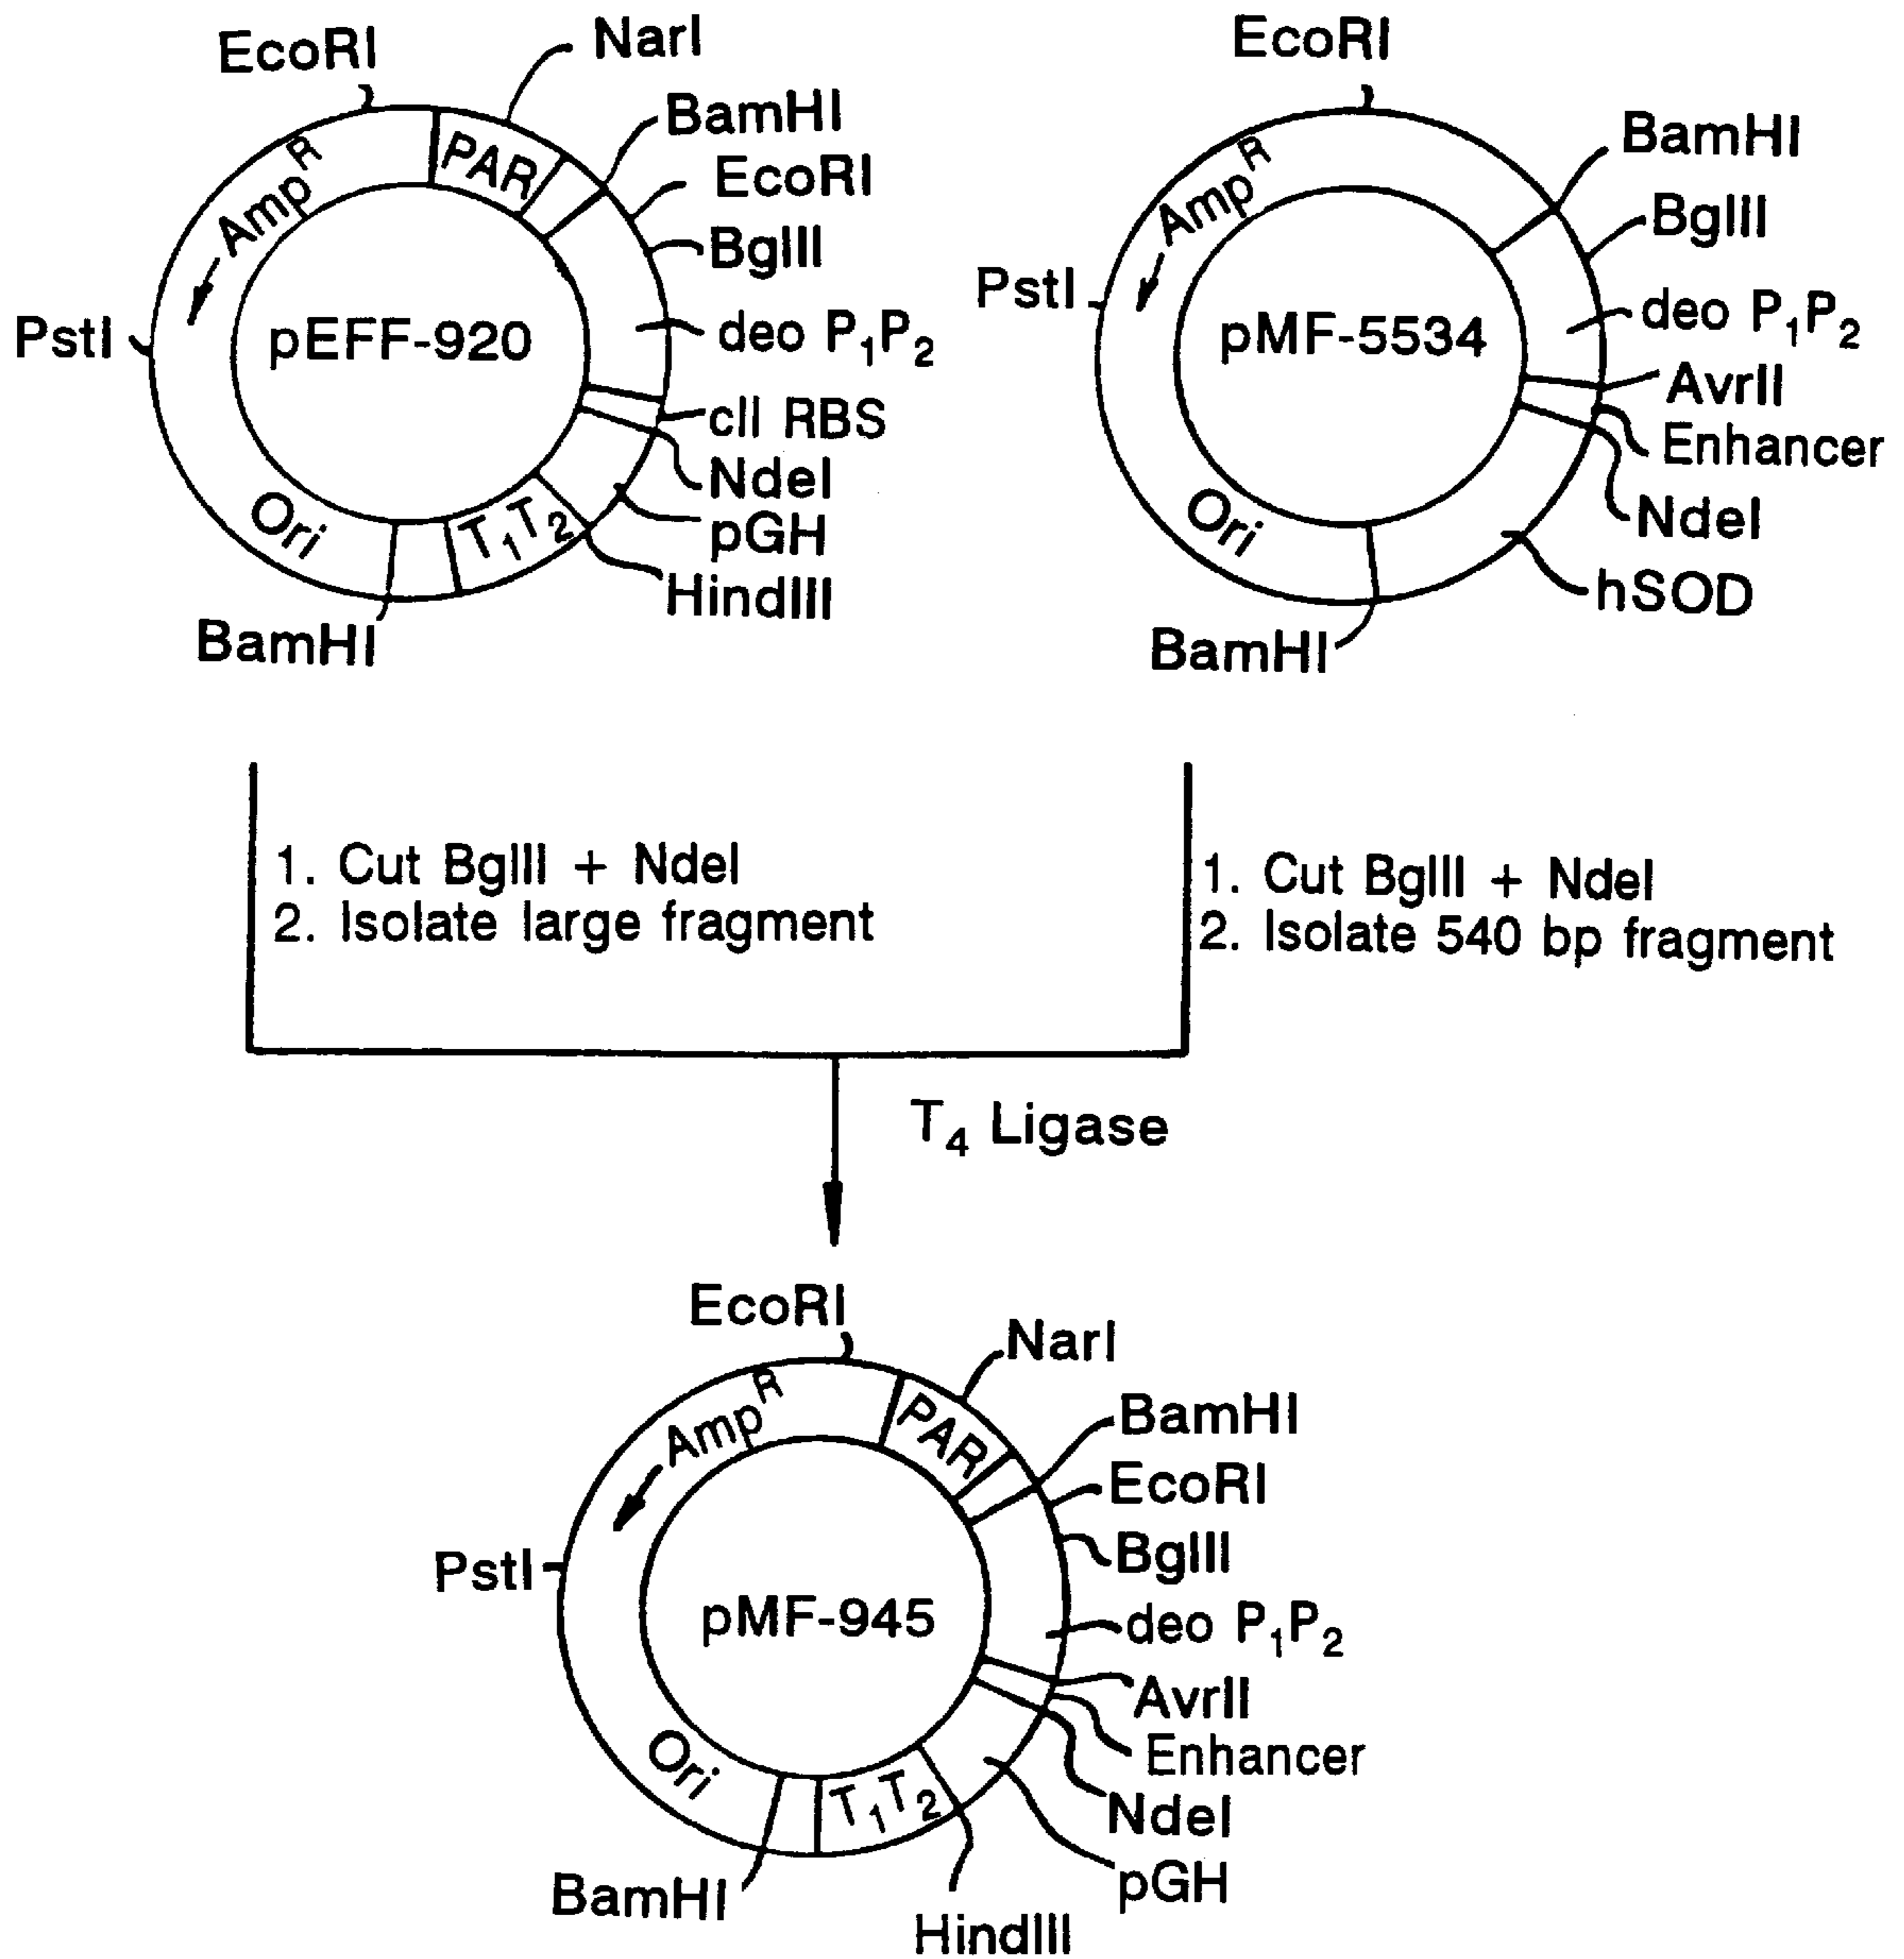 EcoRI
NarI
BamHI
EcoRI
BglII
deo P₁P₂
cII RBS
NdeI
pGH
HindIII
T₁T₂
BamHI
Ori
PstI
Amp^R
PAR
pEFF-920
EcoRI
BamHI
BglII
deo P₁P₂
AvrII
Enhancer
NdeI
hSOD
BamHI
Ori
PstI
Amp^R
pMF-5534
1. Cut BglII + NdeI
2. Isolate large fragment
1. Cut BglII + NdeI
2. Isolate 540 bp fragment
T₄ Ligase
EcoRI
NarI
BamHI
EcoRI
BglII
deo P₁P₂
AvrII
Enhancer
NdeI
pGH
HindIII
T₁T₂
BamHI
Ori
PstI
Amp^R
PAR
pMF-945